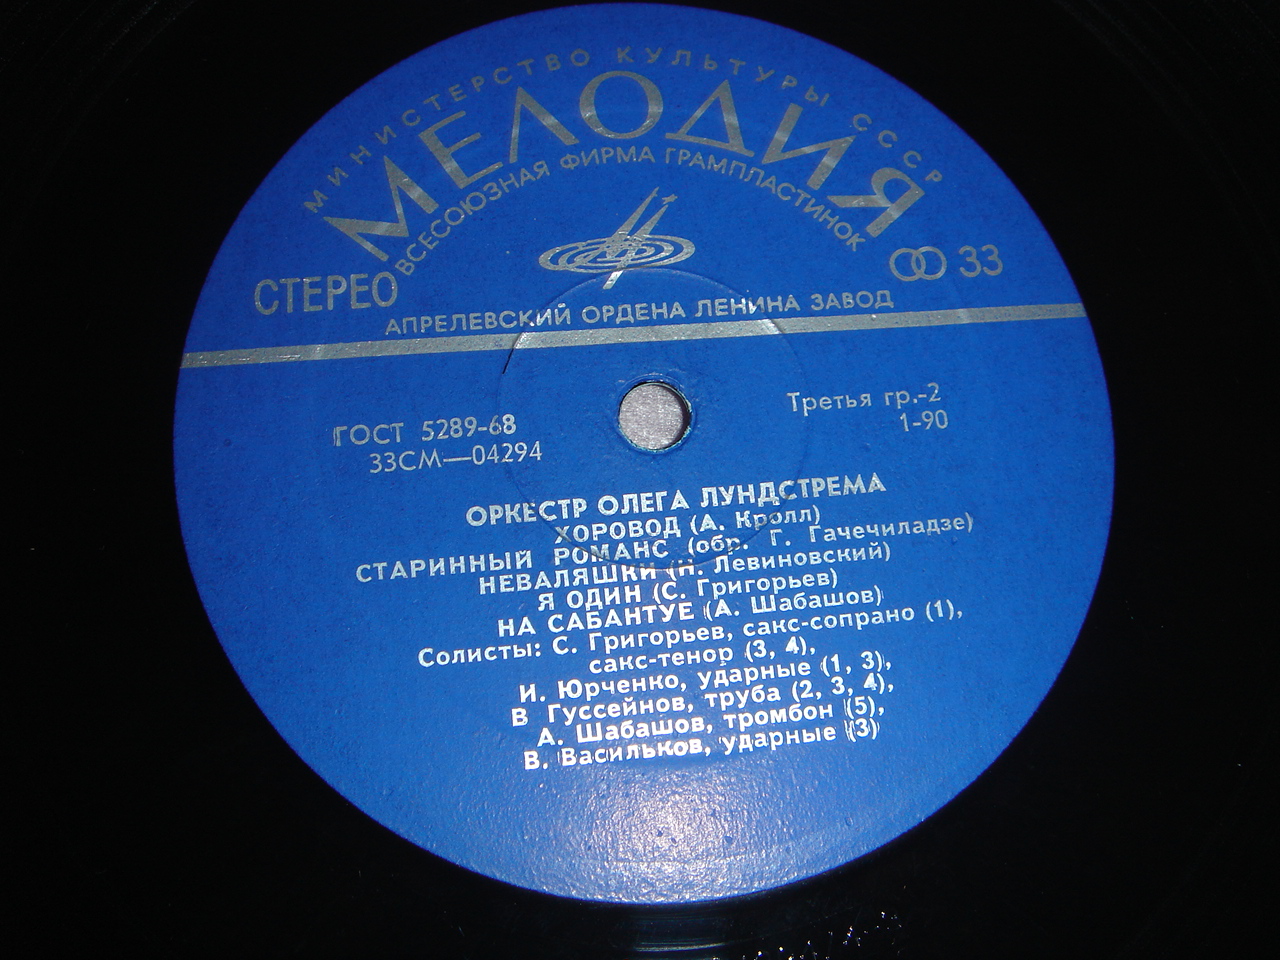 МИНИСТЕРСТВО КУЛЬТУРЫ СССР
МЕЛОДИЯ
ВСЕСОЮЗНАЯ ФИРМА ГРАМПЛАСТИНОК
СТЕРЕО
33
АПРЕЛЕВСКИЙ ОРДЕНА ЛЕНИНА ЗАВОД
ГОСТ 5289-68
33СМ—04294
Третья гр.-2
1-90
ОРКЕСТР ОЛЕГА ЛУНДСТРЕМА
ХОРОВОД (А. Кролл)
СТАРИННЫЙ РОМАНС (обр. Г. Гачечиладзе)
НЕВАЛЯШКИ (Н. Левиновский)
Я ОДИН (С. Григорьев)
НА САБАНТУЕ (А. Шабашов)
Солисты: С. Григорьев, сакс-сопрано (1),
сакс-тенор (3, 4),
И. Юрченко, ударные (1, 3),
В Гуссейнов, труба (2, 3, 4),
А. Шабашов, тромбон (5),
В. Васильков, ударные (3)